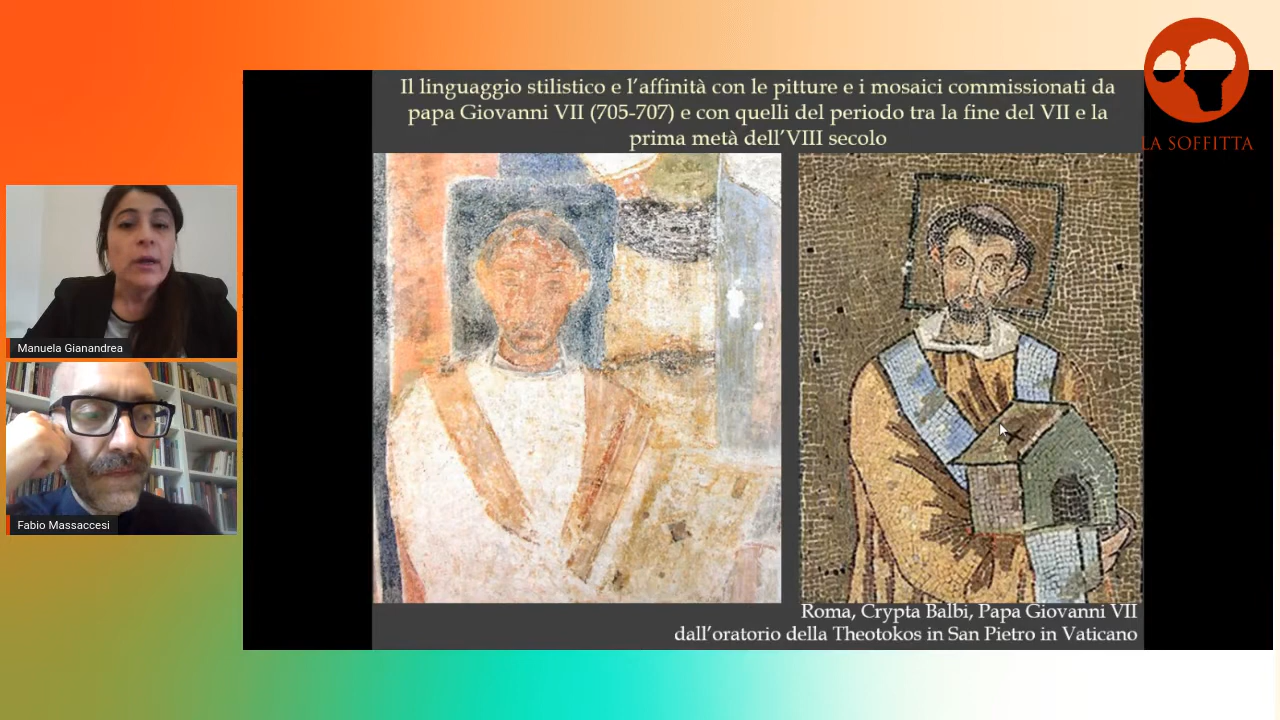 Il linguaggio stilistico e l’affinità con le pitture e i mosaici commissionati da
papa Giovanni VII (705-707) e con quelli del periodo tra la fine del VII e la
prima metà dell’VIII secolo
LA SOFFITTA
Manuela Gianandrea
Fabio Massaccesi
Roma, Crypta Balbi, Papa Giovanni VII
dall’oratorio della Theotokos in San Pietro in Vaticano